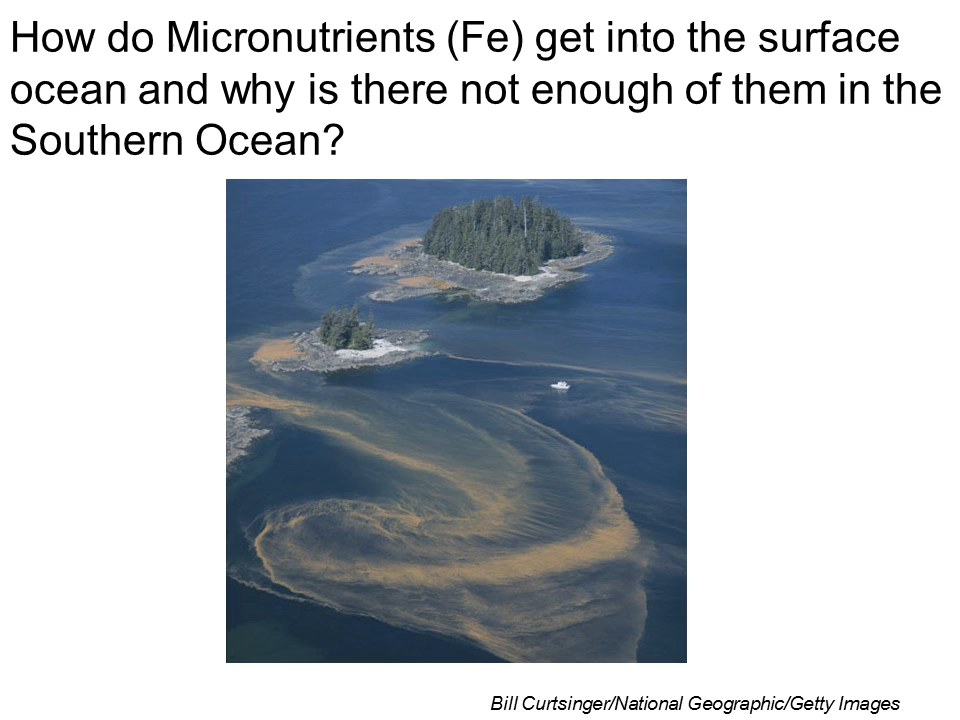 How do Micronutrients (Fe) get into the surface
ocean and why is there not enough of them in the
Southern Ocean?
Bill Curtsinger/National Geographic/Getty Images